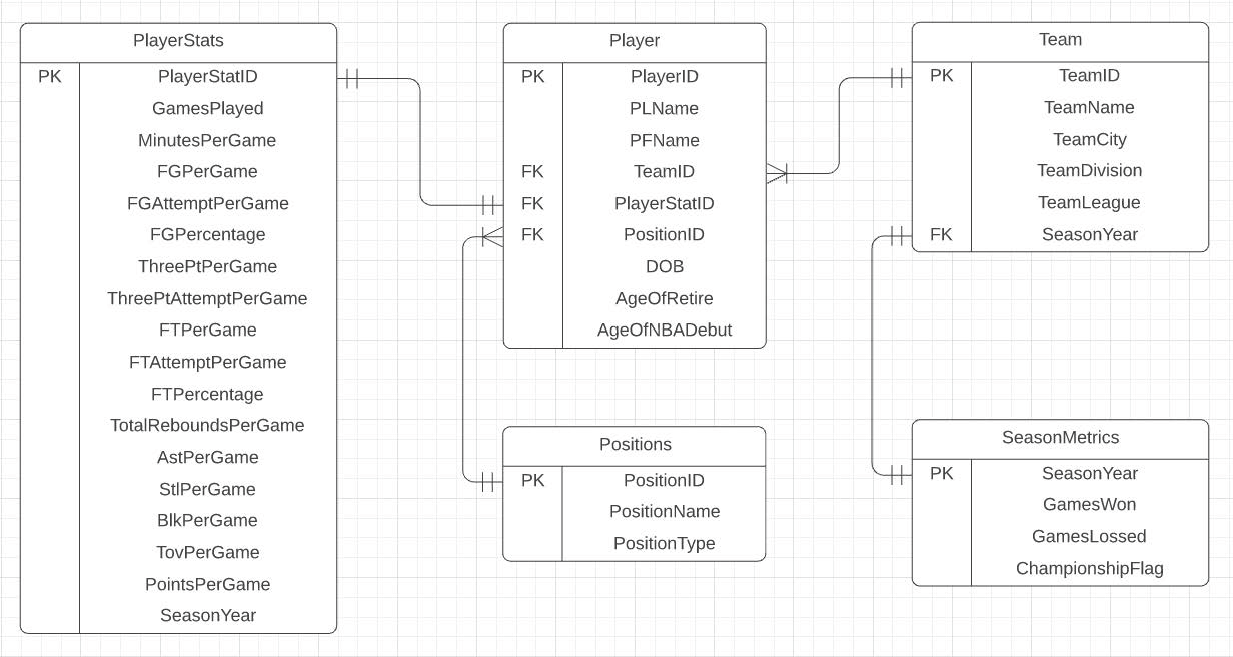 PlayerStats
PK PlayerStatID
GamesPlayed
MinutesPerGame
FGPerGame
FGAttemptPerGame
FGPercentage
ThreePtPerGame
ThreePtAttemptPerGame
FTPerGame
FTAttemptPerGame
FTPercentage
TotalReboundsPerGame
AstPerGame
StlPerGame
BlkPerGame
TovPerGame
PointsPerGame
SeasonYear
Player
PK PlayerID
PLName
PFName
FK TeamID
FK PlayerStatID
FK PositionID
DOB
AgeOfRetire
AgeOfNBADebut
Positions
PK PositionID
PositionName
PositionType
Team
PK TeamID
TeamName
TeamCity
TeamDivision
TeamLeague
FK SeasonYear
SeasonMetrics
PK SeasonYear
GamesWon
GamesLossed
ChampionshipFlag